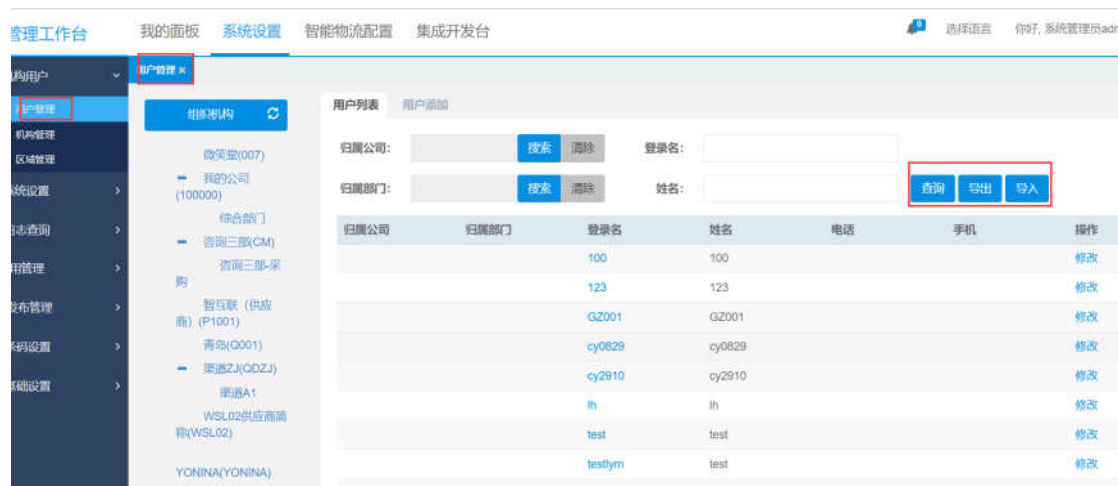 管理工作台 我的面板 系统设置 智能物流配置 集成开发台 0 选择语言 你好, 系统管理员adm
机构用户 用户管理 ×
用户管理
机构管理
区域管理
系统设置
日志查询
用管理
发布管理
条码设置
基础设置
组织机构
微笑堂(007)
我的公司
(100000)
综合部门
咨询三部(CM)
咨询三部-采
购
智互联（供应
商）(P1001)
青岛(Q001)
渠道ZJ(QDZJ)
渠道A1
WSL02供应商简
称(WSL02)
YONINA(YONINA)
用户列表 用户添加
归属公司: 搜索 清除 登录名:
归属部门: 搜索 清除 姓名: 查询 导出 导入
归属公司 归属部门 登录名 姓名 电话 手机 操作
100 100 修改
123 123 修改
GZ001 GZ001 修改
cy0829 cy0829 修改
cy2910 cy2910 修改
lh lh 修改
test test 修改
testlym test 修改